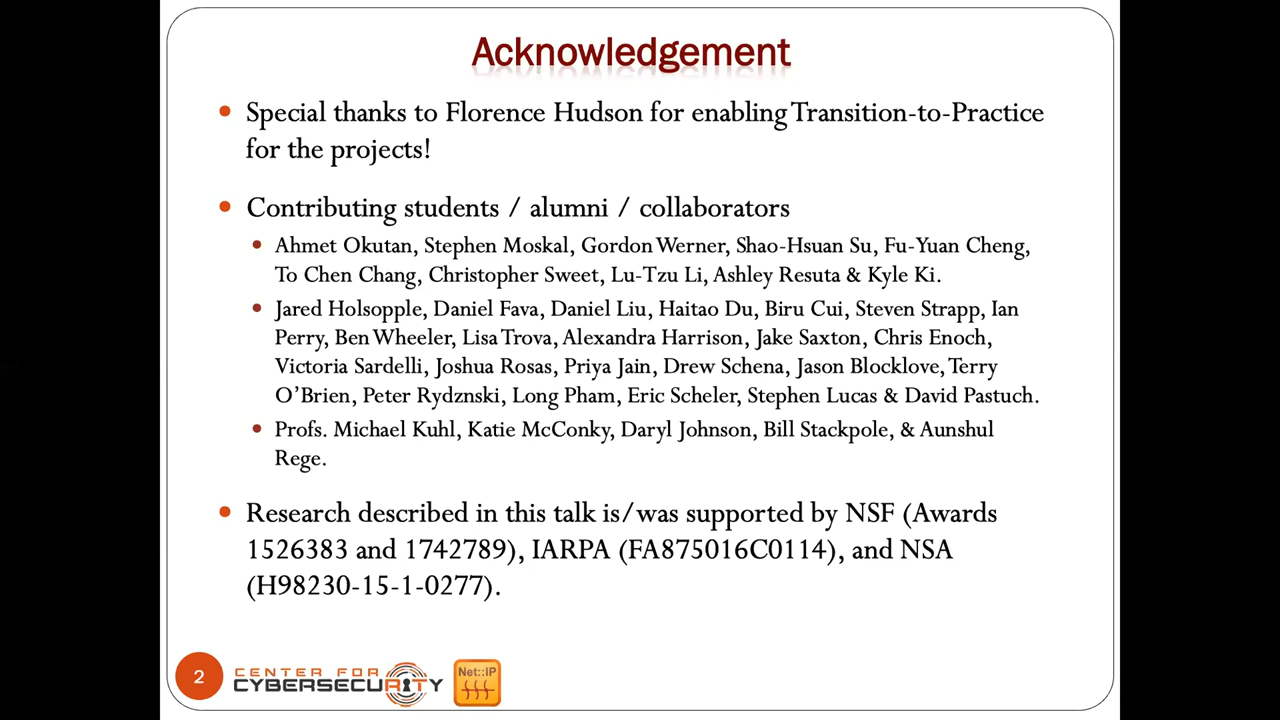 Acknowledgement
Special thanks to Florence Hudson for enabling Transition-to-Practice
for the projects!
Contributing students / alumni / collaborators
Ahmet Okutan, Stephen Moskal, Gordon Werner, Shao-Hsuan Su, Fu-Yuan Cheng,
To Chen Chang, Christopher Sweet, Lu-Tzu Li, Ashley Resuta & Kyle Ki.
Jared Holsopple, Daniel Fava, Daniel Liu, Haitao Du, Biru Cui, Steven Strapp, Ian
Perry, Ben Wheeler, Lisa Trova, Alexandra Harrison, Jake Saxton, Chris Enoch,
Victoria Sardelli, Joshua Rosas, Priya Jain, Drew Schena, Jason Blocklove, Terry
O’Brien, Peter Rydznski, Long Pham, Eric Scheler, Stephen Lucas & David Pastuch.
Profs. Michael Kuhl, Katie McConky, Daryl Johnson, Bill Stackpole, & Aunshul
Rege.
Research described in this talk is/was supported by NSF (Awards
1526383 and 1742789), IARPA (FA875016C0114), and NSA
(H98230-15-1-0277).
2
CENTER FOR
CYBERSECURITY
Net::IP